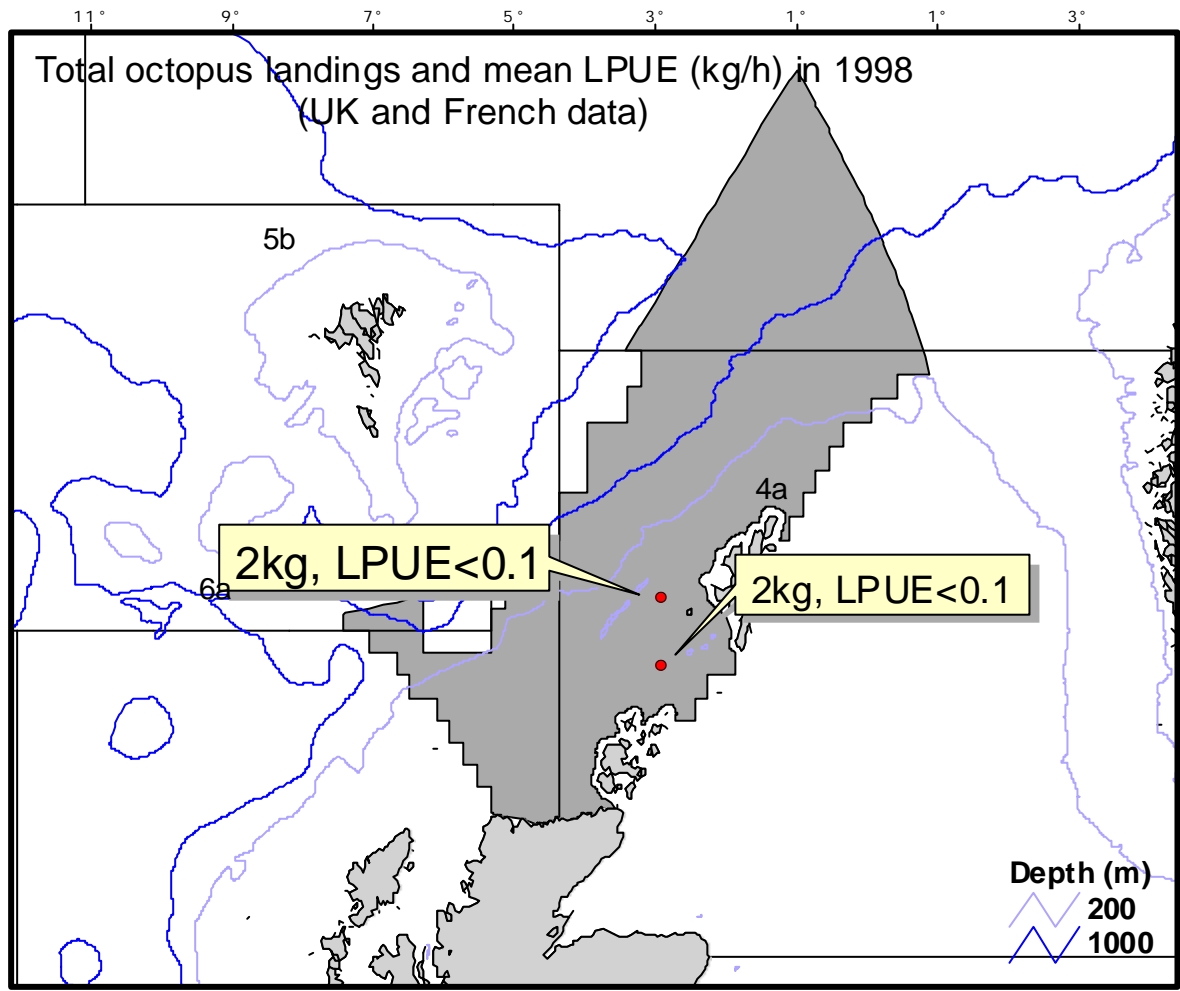 11° 9° 7° 5° 3° 1° 1° 3°
Total octopus landings and mean LPUE (kg/h) in 1998
(UK and French data)
5b
4a
2kg, LPUE<0.1
6a
2kg, LPUE<0.1
Depth (m)
200
1000